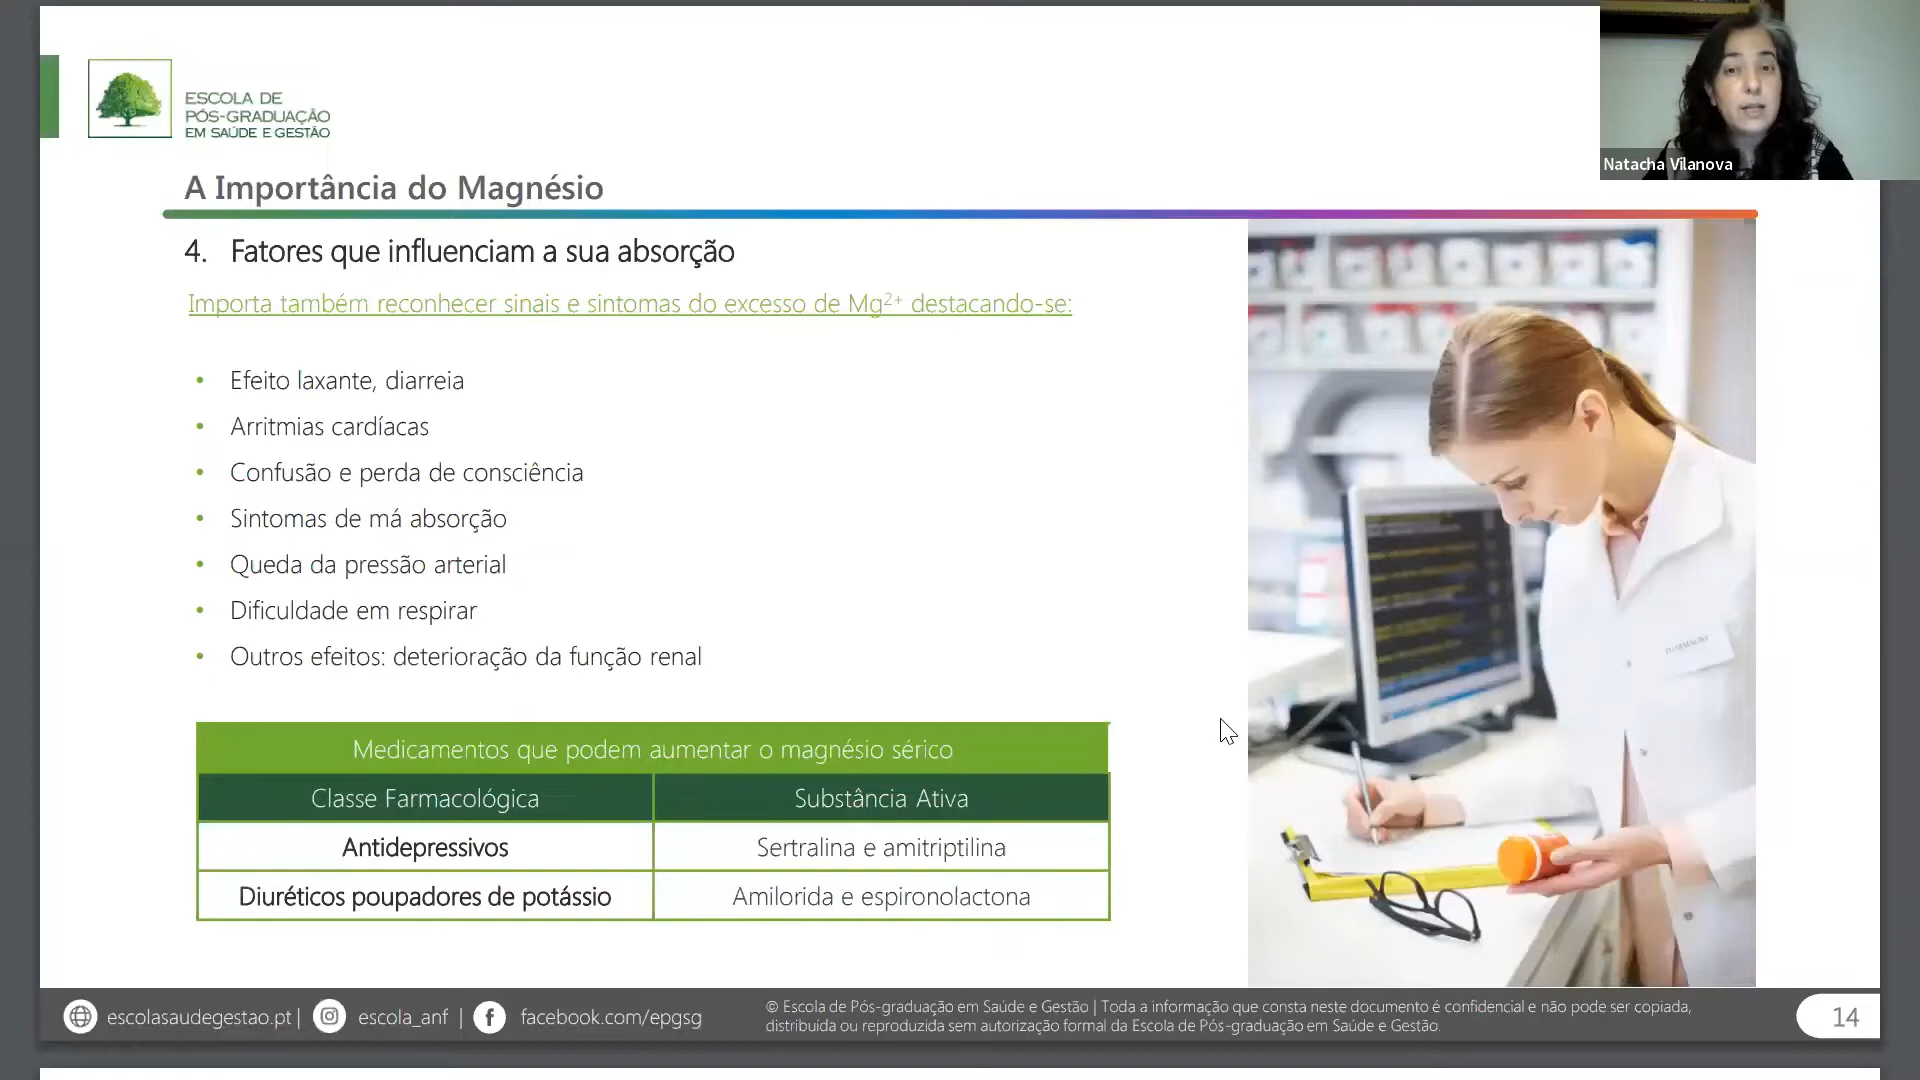 ESCOLA DE
PÓS-GRADUAÇÃO
EM SAÚDE E GESTÃO
Natacha Vilanova
A Importância do Magnésio
4. Fatores que influenciam a sua absorção
Importa também reconhecer sinais e sintomas do excesso de Mg²⁺ destacando-se:
• Efeito laxante, diarreia
• Arritmias cardíacas
• Confusão e perda de consciência
• Sintomas de má absorção
• Queda da pressão arterial
• Dificuldade em respirar
• Outros efeitos: deterioração da função renal
Medicamentos que podem aumentar o magnésio sérico
Classe Farmacológica Substância Ativa
Antidepressivos Sertralina e amitriptilina
Diuréticos poupadores de potássio Amilorida e espironolactona
escolasaudegestao.pt | escola_anf | facebook.com/epgsg
© Escola de Pós-graduação em Saúde e Gestão | Toda a informação que consta neste documento é confidencial e não pode ser copiada,
distribuída ou reproduzida sem autorização formal da Escola de Pós-graduação em Saúde e Gestão.
14